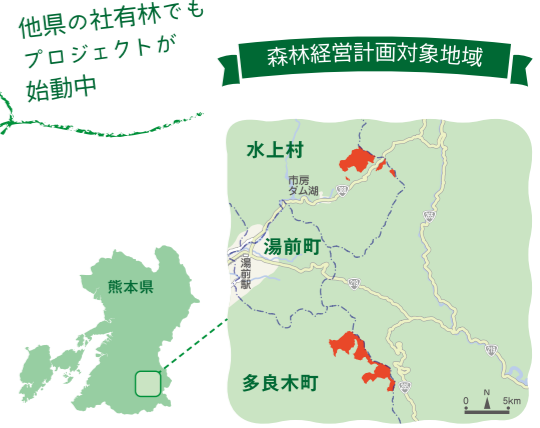 他県の社有林でも
プロジェクトが
始動中
森林経営計画対象地域
水上村
市房
ダム湖
湯前町
湯前駅
熊本県
多良木町
N
0 5km